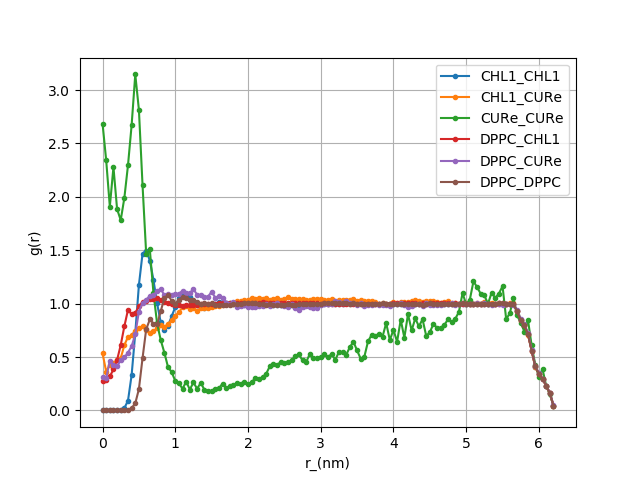 3.0
2.5
2.0
1.5
1.0
0.5
0.0
g(r)
CHL1_CHL1
CHL1_CURe
CURe_CURe
DPPC_CHL1
DPPC_CURe
DPPC_DPPC
0 1 2 3 4 5 6
r_(nm)